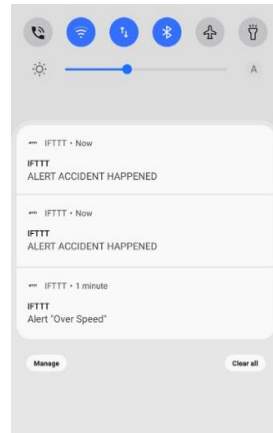 A
IFTTT • Now
IFTTT
ALERT ACCIDENT HAPPENED
IFTTT • Now
IFTTT
ALERT ACCIDENT HAPPENED
IFTTT • 1 minute
IFTTT
Alert "Over Speed"
Manage
Clear all